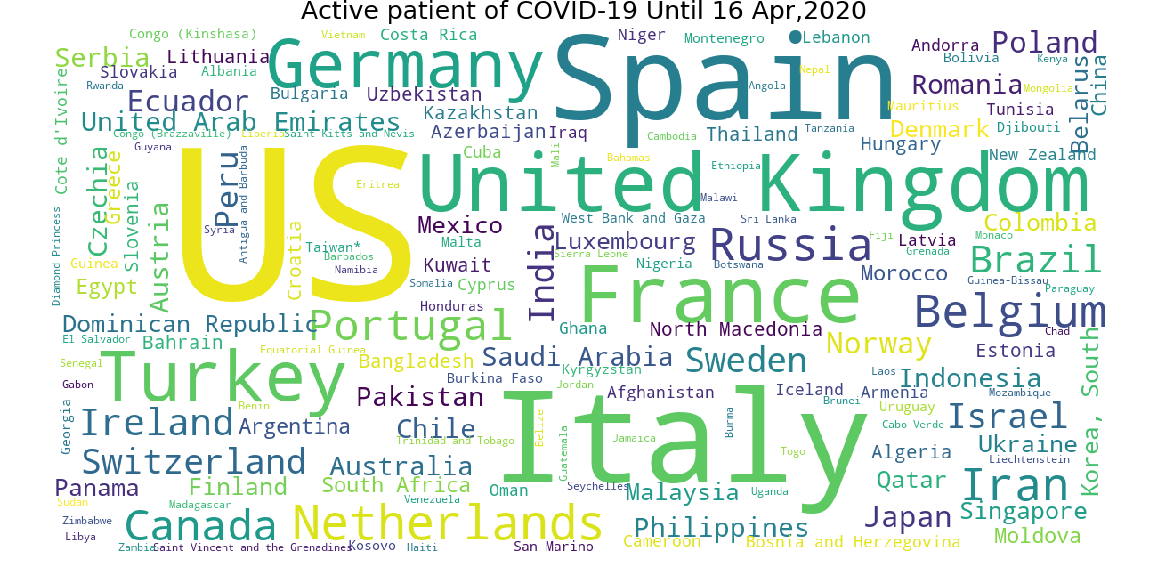 Active patient of COVID-19 Until 16 Apr,2020
Congo (Kinshasa)
Vietnam
Costa Rica
Niger
Montenegro
Lebanon
Andorra
Poland
Serbia
Lithuania
Germany
Spain
Bolivia
Kenya
Slovakia
Albania
Nepal
Romania
Mongolia
China
Belarus
Rwanda
Ecuador
Bulgaria
Uzbekistan
Angola
Mauritius
Tunisia
Cote d'Ivoire
United Arab Emirates
Kazakhstan
Azerbaijan
Iraq
Cambodia
Thailand
Tanzania
Denmark
Djibouti
Congo (Brazzaville)
Liberia
Saint Kitts and Nevis
Hungary
Guyana
US
Cuba
Mali
United Kingdom
Bahamas
Ethiopia
New Zealand
Czechia
Greece
Slovenia
Austria
Peru
Antigua and Barbuda
Eritrea
Malawi
Syria
Croatia
Mexico
West Bank and Gaza
Sri Lanka
Colombia
Diamond Princess
Taiwan*
Malta
India
Luxembourg
Russia
Fiji
Latvia
Monaco
Barbados
Sierra Leone
Grenada
Brazil
Guinea
Namibia
Kuwait
Nigeria
Botswana
Morocco
Guinea-Bissau
Egypt
Somalia
Cyprus
France
Paraguay
Honduras
Belgium
Dominican Republic
Portugal
Ghana
North Macedonia
Chad
El Salvador
Bahrain
Norway
Equatorial Guinea
Estonia
Korea, South
Senegal
Turkey
Bangladesh
Saudi Arabia
Sweden
Kyrgyzstan
Laos
Indonesia
Gabon
Burkina Faso
Jordan
Pakistan
Italy
Afghanistan
Iceland
Armenia
Mozambique
Benin
Brunei
Uruguay
Georgia
Ireland
Argentina
Chile
Belize
Burma
Cabo Verde
Israel
Trinidad and Tobago
Guatemala
Jamaica
Ukraine
Switzerland
Australia
Togo
Algeria
Liechtenstein
Panama
Finland
South Africa
Oman
Seychelles
Malaysia
Uganda
Qatar
Iran
Sudan
Madagascar
Venezuela
Singapore
Zimbabwe
Canada
Netherlands
Philippines
Japan
Libya
Moldova
Zambia
Saint Vincent and the Grenadines
Kosovo
Haiti
San Marino
Cameroon
Bosnia and Herzegovina